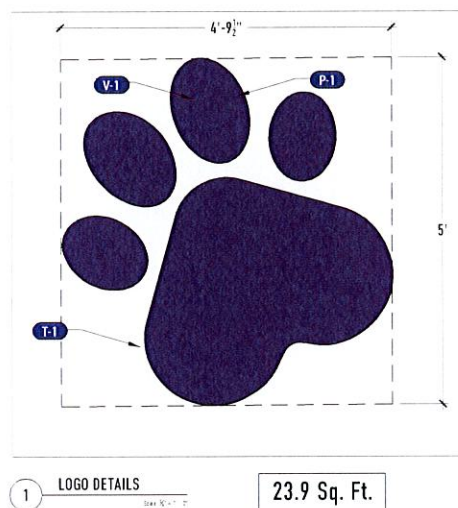 4'-9½"
V-1
P-1
5'
T-1
1
LOGO DETAILS
23.9 Sq. Ft.